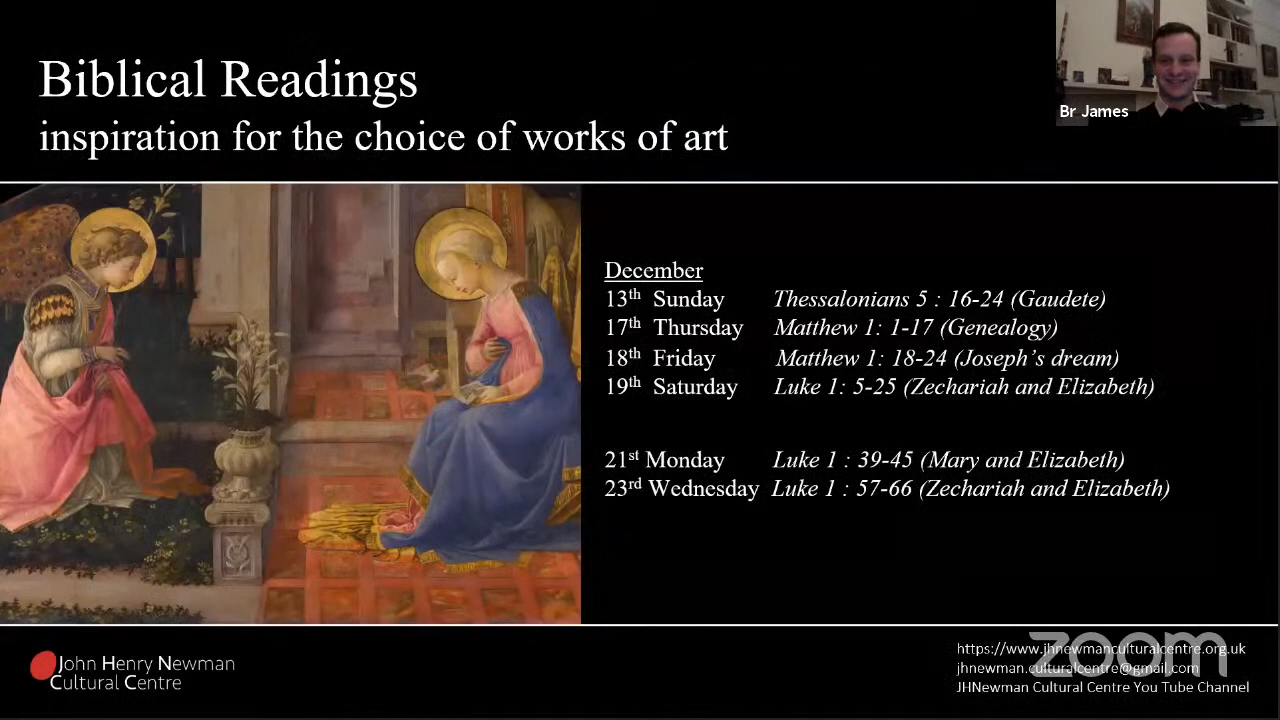 Biblical Readings
inspiration for the choice of works of art
Br James
December
13th Sunday Thessalonians 5 : 16-24 (Gaudete)
17th Thursday Matthew 1: 1-17 (Genealogy)
18th Friday Matthew 1: 18-24 (Joseph's dream)
19th Saturday Luke 1: 5-25 (Zechariah and Elizabeth)
21st Monday Luke 1 : 39-45 (Mary and Elizabeth)
23rd Wednesday Luke 1 : 57-66 (Zechariah and Elizabeth)
John Henry Newman
Cultural Centre
https://www.jhnewmanculturalcentre.org.uk
jhnewman.culturalcentre@gmail.com
JHNewman Cultural Centre You Tube Channel
zoom